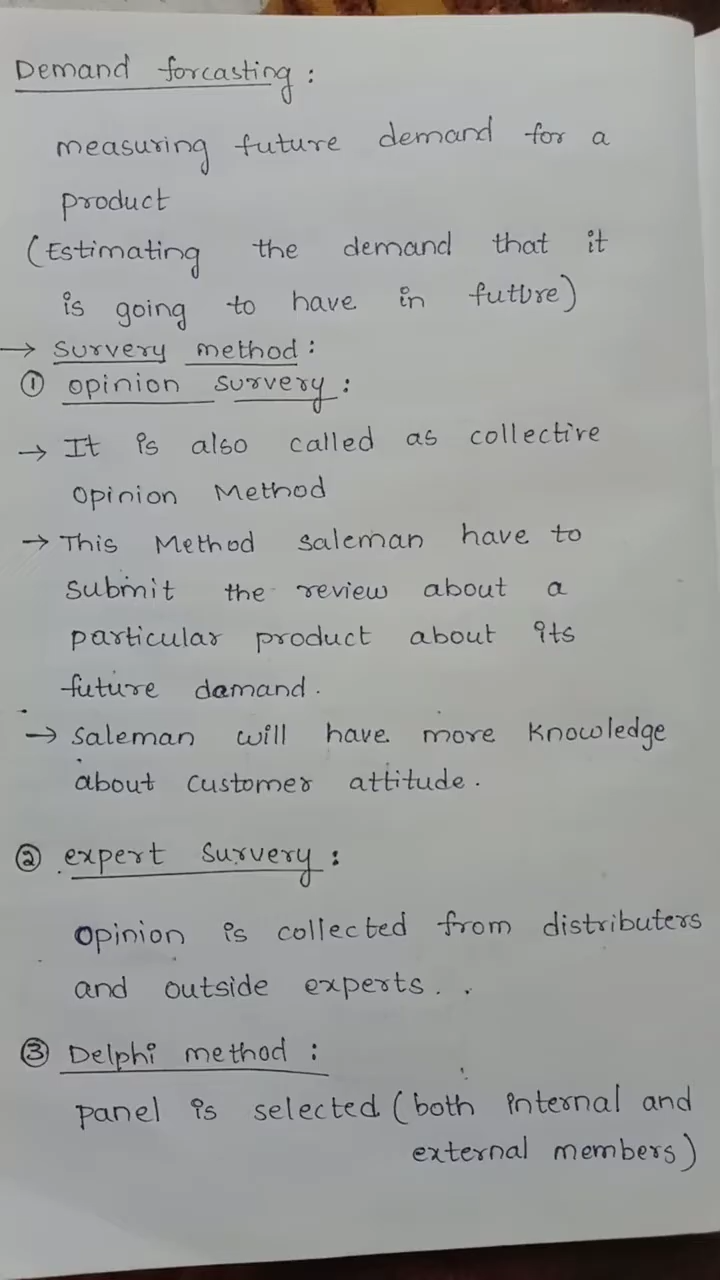 Demand forcasting :
measuring future demand for a
product
(Estimating the demand that it
is going to have in future)
→ Survery method :
① opinion survery :
→ It is also called as collective
opinion Method
→ This Method saleman have to
submit the review about a
particular product about its
future damand.
→ saleman will have more knowledge
about customer attitude.
② expert survery :
opinion is collected from distributers
and outside experts.
③ Delphi method :
panel is selected (both internal and
external members)